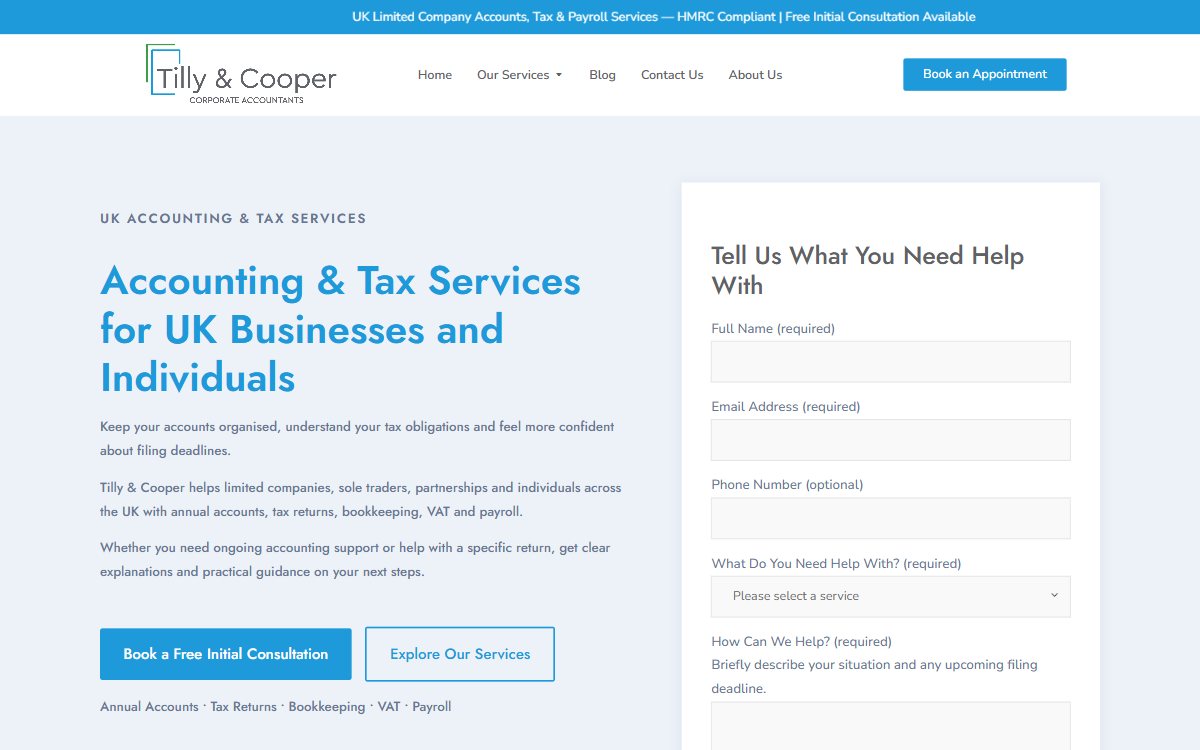 UK Limited Company Accounts, Tax & Payroll Services — HMRC Compliant | Free Initial Consultation Available
Tilly & Cooper
CORPORATE ACCOUNTANTS
Home
Our Services
Blog
Contact Us
About Us
Book an Appointment
UK ACCOUNTING & TAX SERVICES
Accounting & Tax Services
for UK Businesses and
Individuals
Keep your accounts organised, understand your tax obligations and feel more confident
about filing deadlines.
Tilly & Cooper helps limited companies, sole traders, partnerships and individuals across
the UK with annual accounts, tax returns, bookkeeping, VAT and payroll.
Whether you need ongoing accounting support or help with a specific return, get clear
explanations and practical guidance on your next steps.
Book a Free Initial Consultation
Explore Our Services
Annual Accounts · Tax Returns · Bookkeeping · VAT · Payroll
Tell Us What You Need Help
With
Full Name (required)
Email Address (required)
Phone Number (optional)
What Do You Need Help With? (required)
Please select a service
How Can We Help? (required)
Briefly describe your situation and any upcoming filing
deadline.